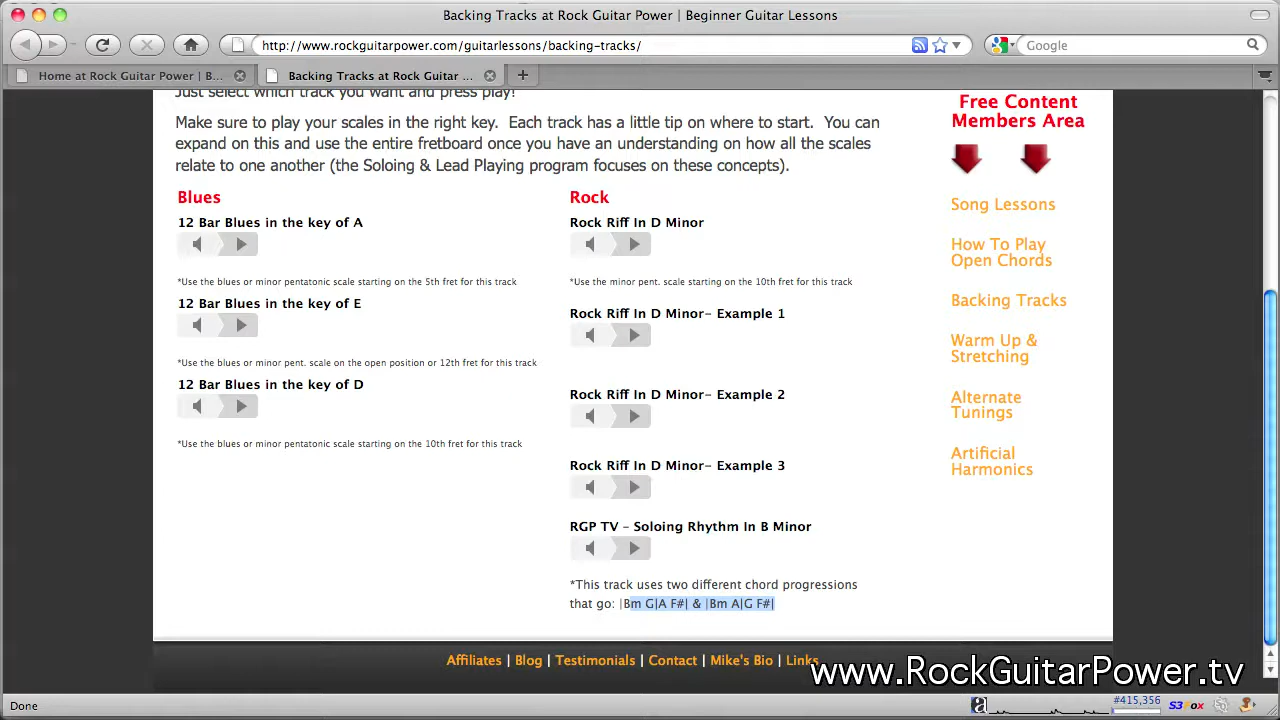 Backing Tracks at Rock Guitar Power | Beginner Guitar Lessons
http://www.rockguitarpower.com/guitarlessons/backing-tracks/
Google
Home at Rock Guitar Power | B...
Backing Tracks at Rock Guitar ...
Just select which track you want and press play!
Make sure to play your scales in the right key. Each track has a little tip on where to start. You can
expand on this and use the entire fretboard once you have an understanding on how all the scales
relate to one another (the Soloing & Lead Playing program focuses on these concepts).
Blues
12 Bar Blues in the key of A
*Use the blues or minor pentatonic scale starting on the 5th fret for this track
12 Bar Blues in the key of E
*Use the blues or minor pent. scale on the open position or 12th fret for this track
12 Bar Blues in the key of D
*Use the blues or minor pentatonic scale starting on the 10th fret for this track
Rock
Rock Riff In D Minor
*Use the minor pent. scale starting on the 10th fret for this track
Rock Riff In D Minor- Example 1
Rock Riff In D Minor- Example 2
Rock Riff In D Minor- Example 3
RGP TV - Soloing Rhythm In B Minor
*This track uses two different chord progressions
that go: |Bm G|A F#| & |Bm A|G F#|
Free Content
Members Area
Song Lessons
How To Play
Open Chords
Backing Tracks
Warm Up &
Stretching
Alternate
Tunings
Artificial
Harmonics
Affiliates | Blog | Testimonials | Contact | Mike's Bio | Links
www.RockGuitarPower.tv
Done
#415,356
S3Fox